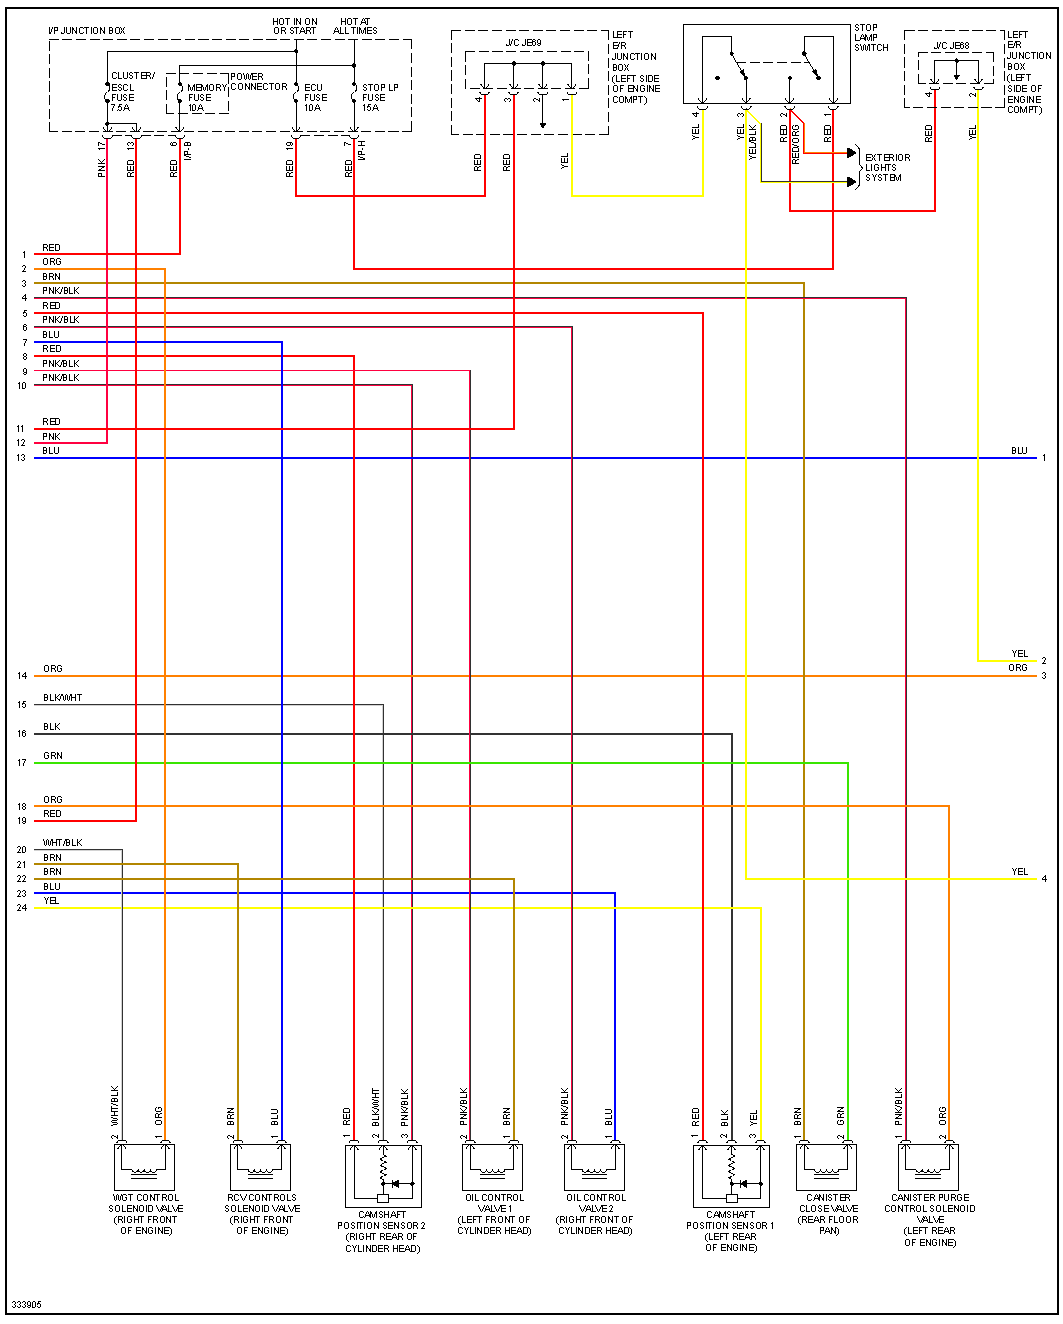 I/P JUNCTION BOX
HOT IN ON
OR START
HOT AT
ALL TIMES
CLUSTER/
ESCL
FUSE
7.5A
MEMORY
FUSE
10A
POWER
CONNECTOR
ECU
FUSE
10A
STOP LP
FUSE
15A
17
13
6
I/P-B
19
7
I/P-H
PNK
RED
RED
RED
RED
J/C JE69
LEFT
E/R
JUNCTION
BOX
(LEFT SIDE
OF ENGINE
COMPT)
4
3
2
1
RED
RED
YEL
STOP
LAMP
SWITCH
4
3
2
1
YEL
YEL
YEL/BLK
RED
RED/ORG
RED
EXTERIOR
LIGHTS
SYSTEM
J/C JE68
LEFT
E/R
JUNCTION
BOX
(LEFT
SIDE OF
ENGINE
COMPT)
4
2
RED
YEL
1 RED
2 ORG
3 BRN
4 PNK/BLK
5 RED
6 PNK/BLK
7 BLU
8 RED
9 PNK/BLK
10 PNK/BLK
11 RED
12 PNK
13 BLU
BLU 1
YEL 2
14 ORG
ORG 3
15 BLK/WHT
16 BLK
17 GRN
18 ORG
19 RED
20 WHT/BLK
21 BRN
22 BRN
YEL 4
23 BLU
24 YEL
WHT/BLK
ORG
BRN
BLU
RED
BLK/WHT
PNK/BLK
PNK/BLK
BRN
PNK/BLK
BLU
RED
BLK
YEL
BRN
GRN
PNK/BLK
ORG
2
1
2
1
1
2
3
2
1
2
1
1
2
3
1
2
1
2
WGT CONTROL
SOLENOID VALVE
(RIGHT FRONT
OF ENGINE)
RCV CONTROLS
SOLENOID VALVE
(RIGHT FRONT
OF ENGINE)
CAMSHAFT
POSITION SENSOR 2
(RIGHT REAR OF
CYLINDER HEAD)
OIL CONTROL
VALVE 1
(LEFT FRONT OF
CYLINDER HEAD)
OIL CONTROL
VALVE 2
(RIGHT FRONT OF
CYLINDER HEAD)
CAMSHAFT
POSITION SENSOR 1
(LEFT REAR
OF ENGINE)
CANISTER
CLOSE VALVE
(REAR FLOOR
PAN)
CANISTER PURGE
CONTROL SOLENOID
VALVE
(LEFT REAR
OF ENGINE)
333905